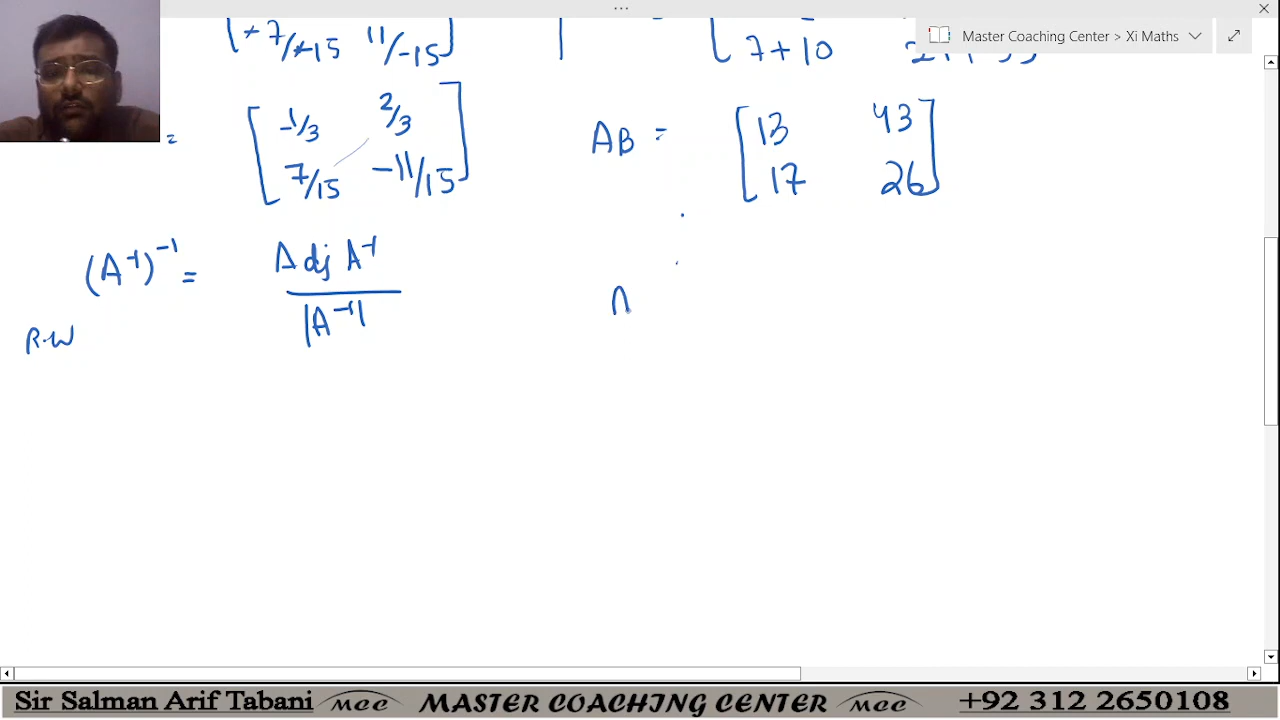 Master Coaching Center > Xi Maths
+7/-15 11/-15
7+10
= [-1/3 2/3
7/15 -11/15]
AB = [13 43
17 26]
(A⁻¹)⁻¹ = Adj A⁻¹
|A⁻¹|
R.W
Sir Salman Arif Tabani mcc MASTER COACHING CENTER mcc +92 312 2650108